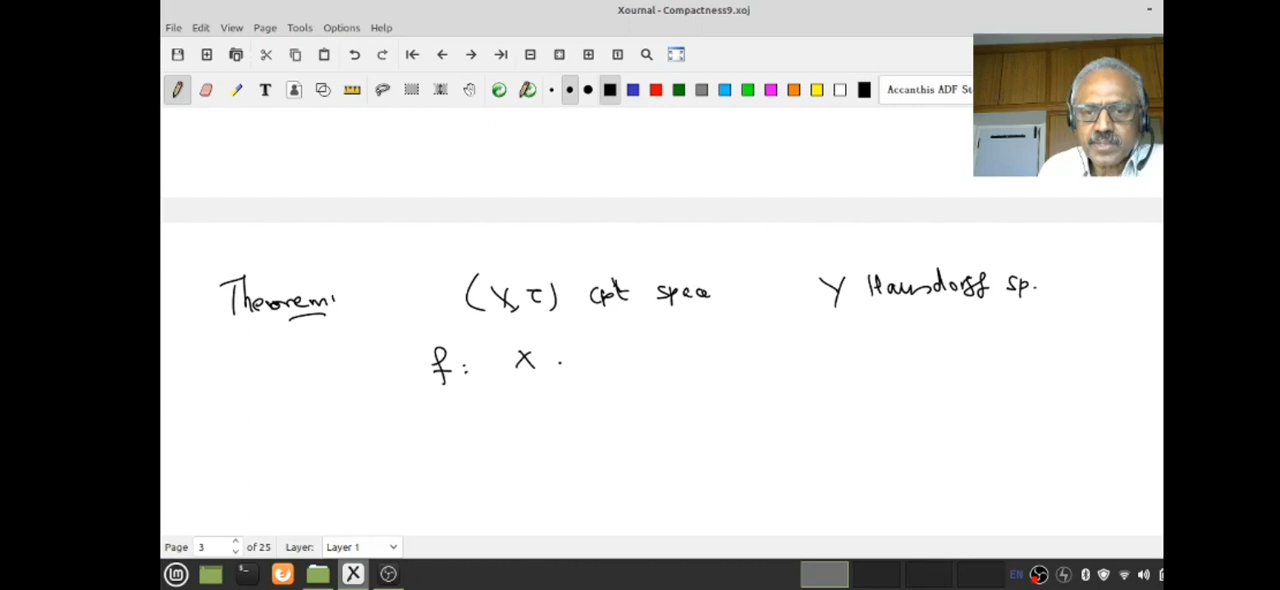 Xournal - Compactness9.xoj
File Edit View Page Tools Options Help
Accanthis ADF St
Theorem: (X, τ) cpt space Y Hausdorff sp.
f: X .
Page 3 of 25 Layer: Layer 1
EN